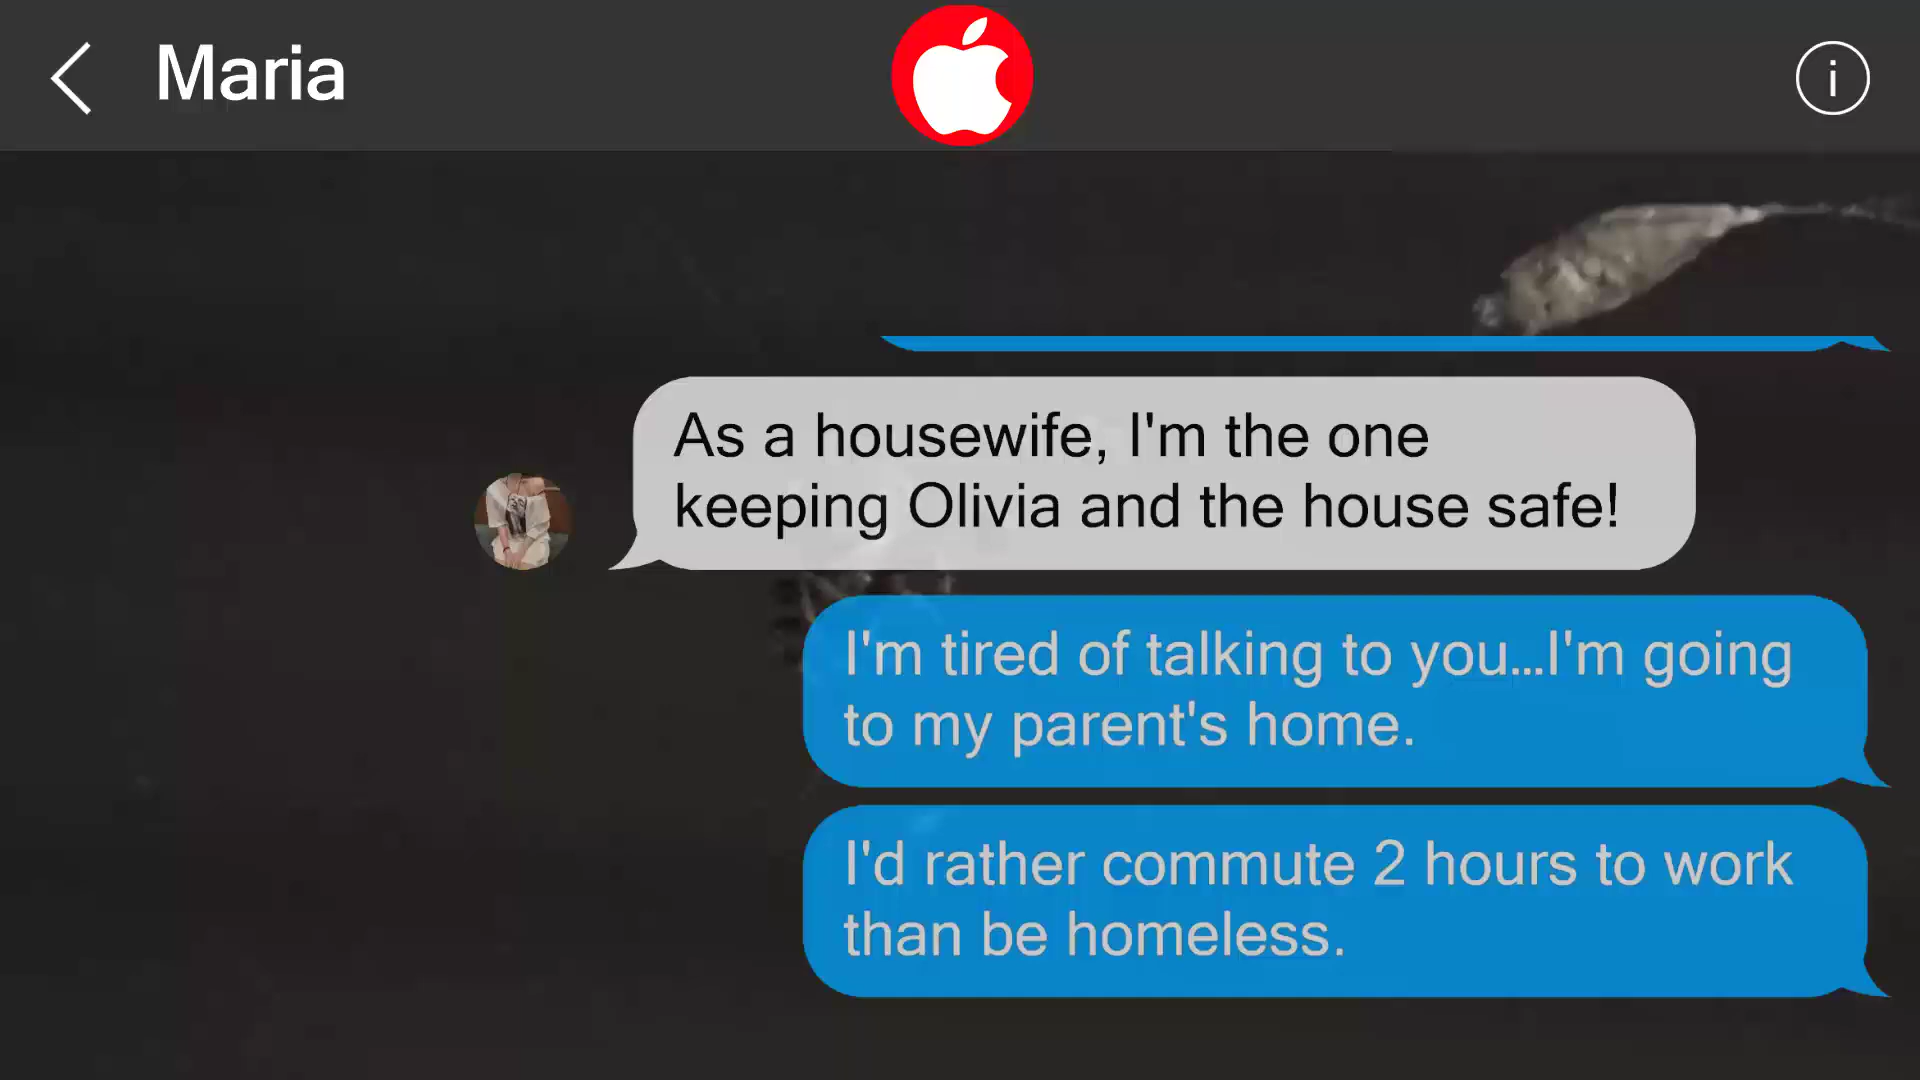 Maria
As a housewife, I'm the one
keeping Olivia and the house safe!
I'm tired of talking to you...I'm going
to my parent's home.
I'd rather commute 2 hours to work
than be homeless.